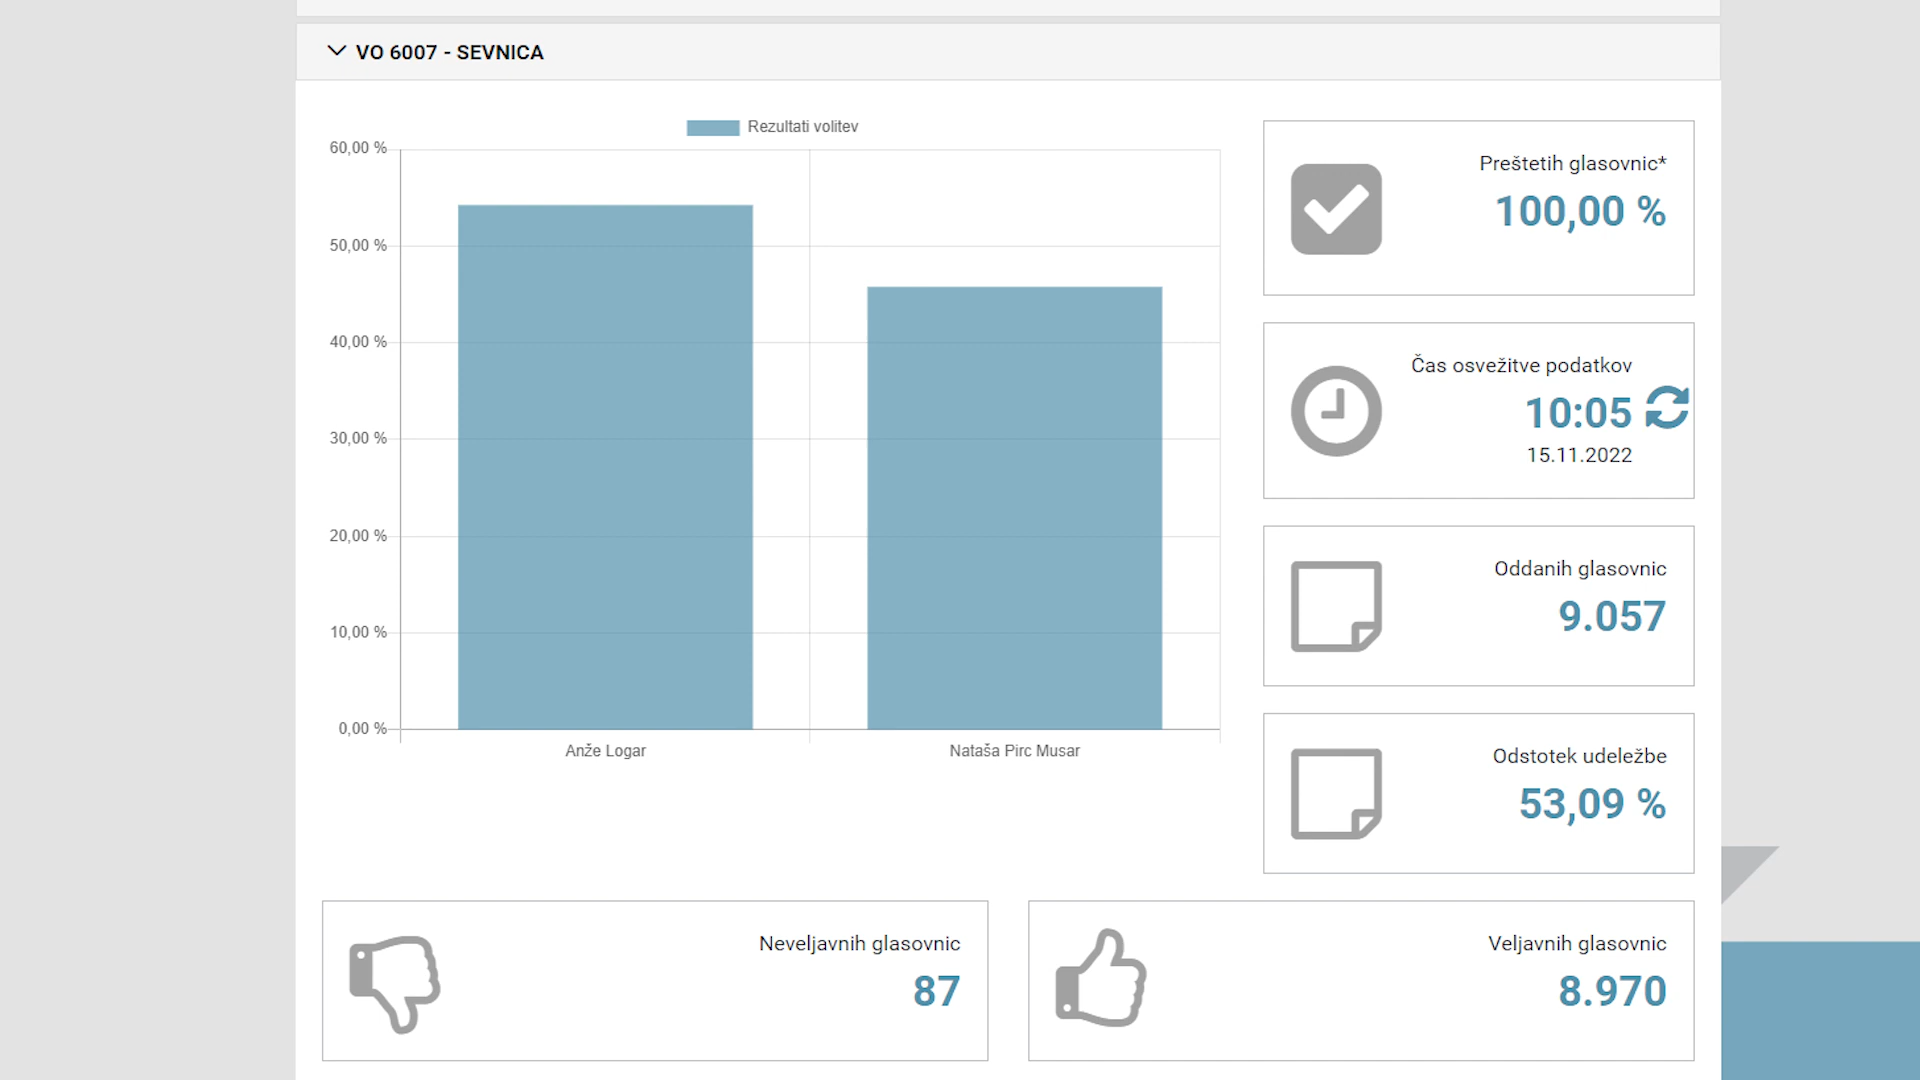 VO 6007 - SEVNICA
Rezultati volitev
60,00 %
50,00 %
40,00 %
30,00 %
20,00 %
10,00 %
0,00 %
Anže Logar
Nataša Pirc Musar
Preštetih glasovnic*
100,00 %
Čas osvežitve podatkov
10:05
15.11.2022
Oddanih glasovnic
9.057
Odstotek udeležbe
53,09 %
Neveljavnih glasovnic
87
Veljavnih glasovnic
8.970